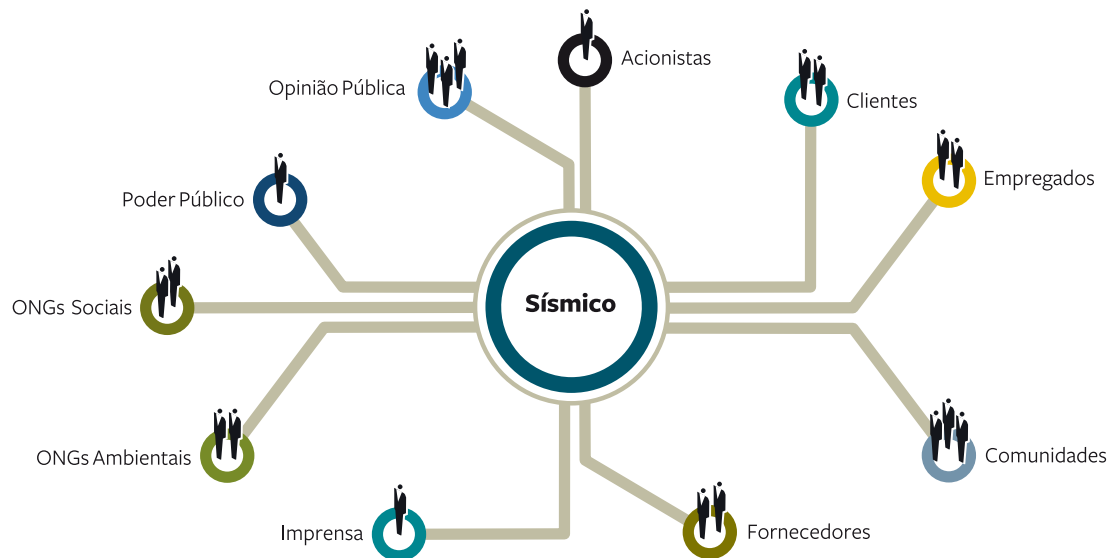 Acionistas
Opinião Pública
Clientes
Empregados
Poder Público
Sísmico
ONGs Sociais
ONGs Ambientais
Comunidades
Imprensa
Fornecedores